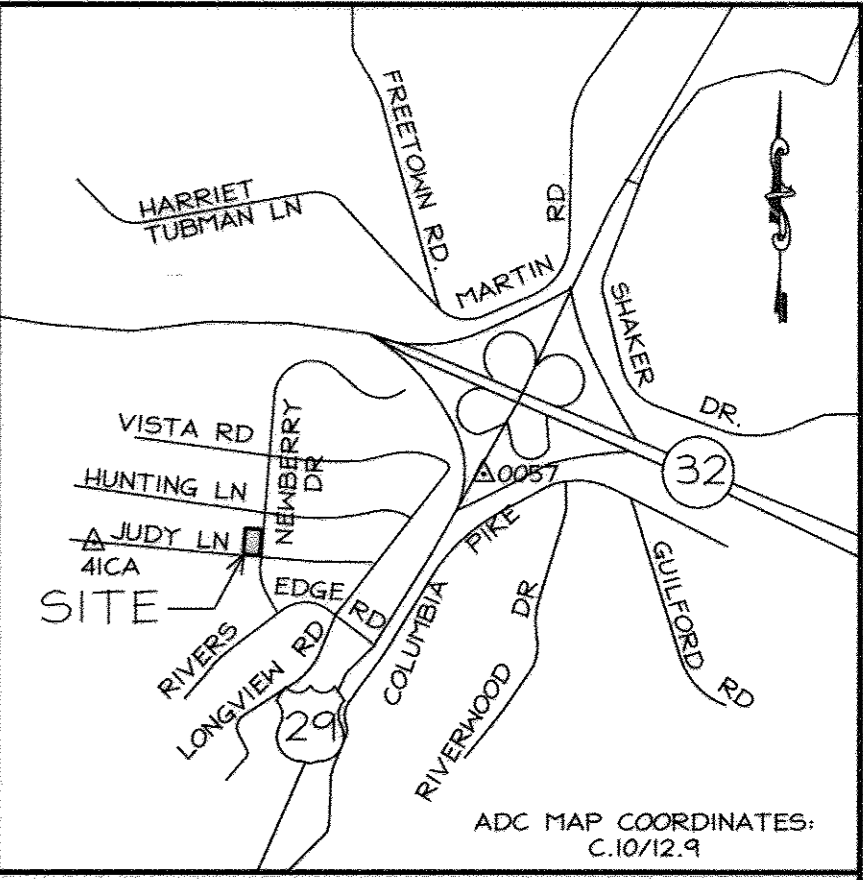 FREETOWN RD.
HARRIET
TUBMAN LN
MARTIN
RD
SHAKER
DR.
VISTA RD
NEWBERRY
DR
HUNTING LN
△0057
32
JUDY LN
△
41CA
SITE
PIKE
COLUMBIA
EDGE RD
RIVERS
LONGVIEW RD
29
RIVERWOOD
DR
GUILFORD RD
ADC MAP COORDINATES:
C.10/12.9